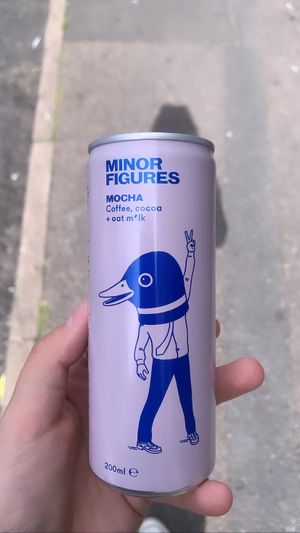 MINOR
FIGURES
MOCHA
Coffee, cocoa
+ oat m*lk
200ml ℮